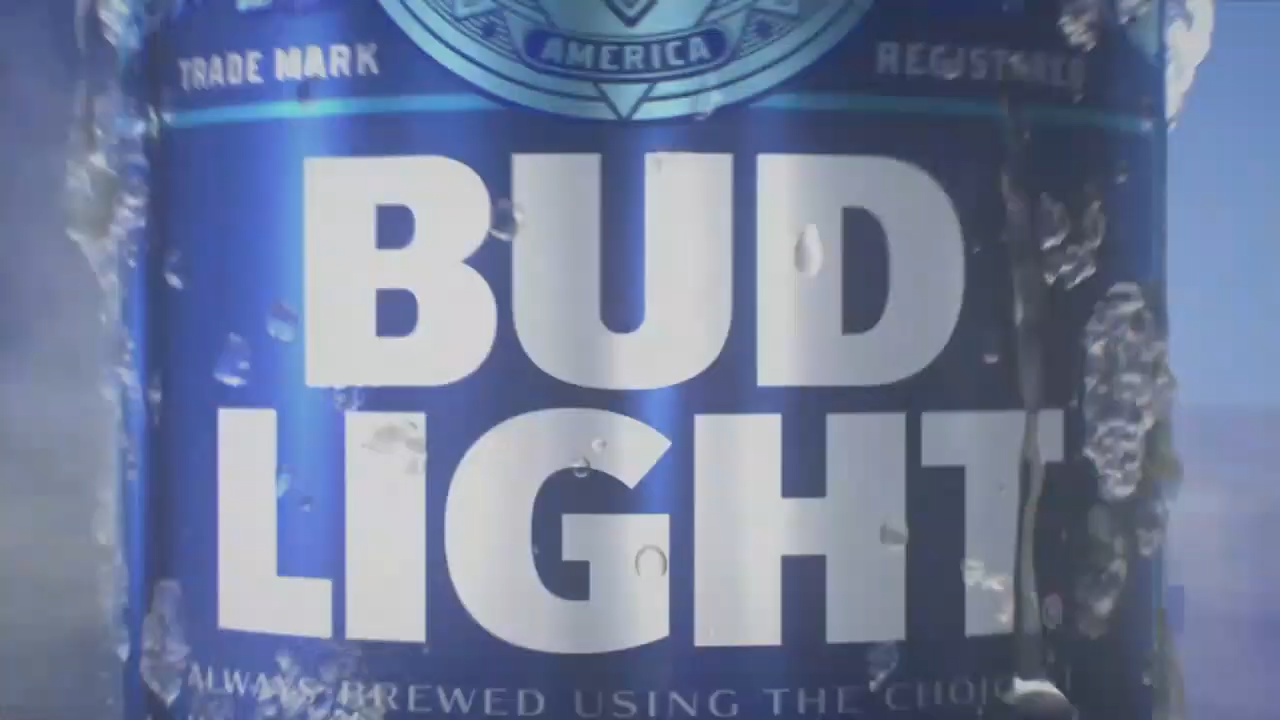 AMERICA
TRADE MARK REGISTERED
BUD
LIGHT
ALWAYS BREWED USING THE